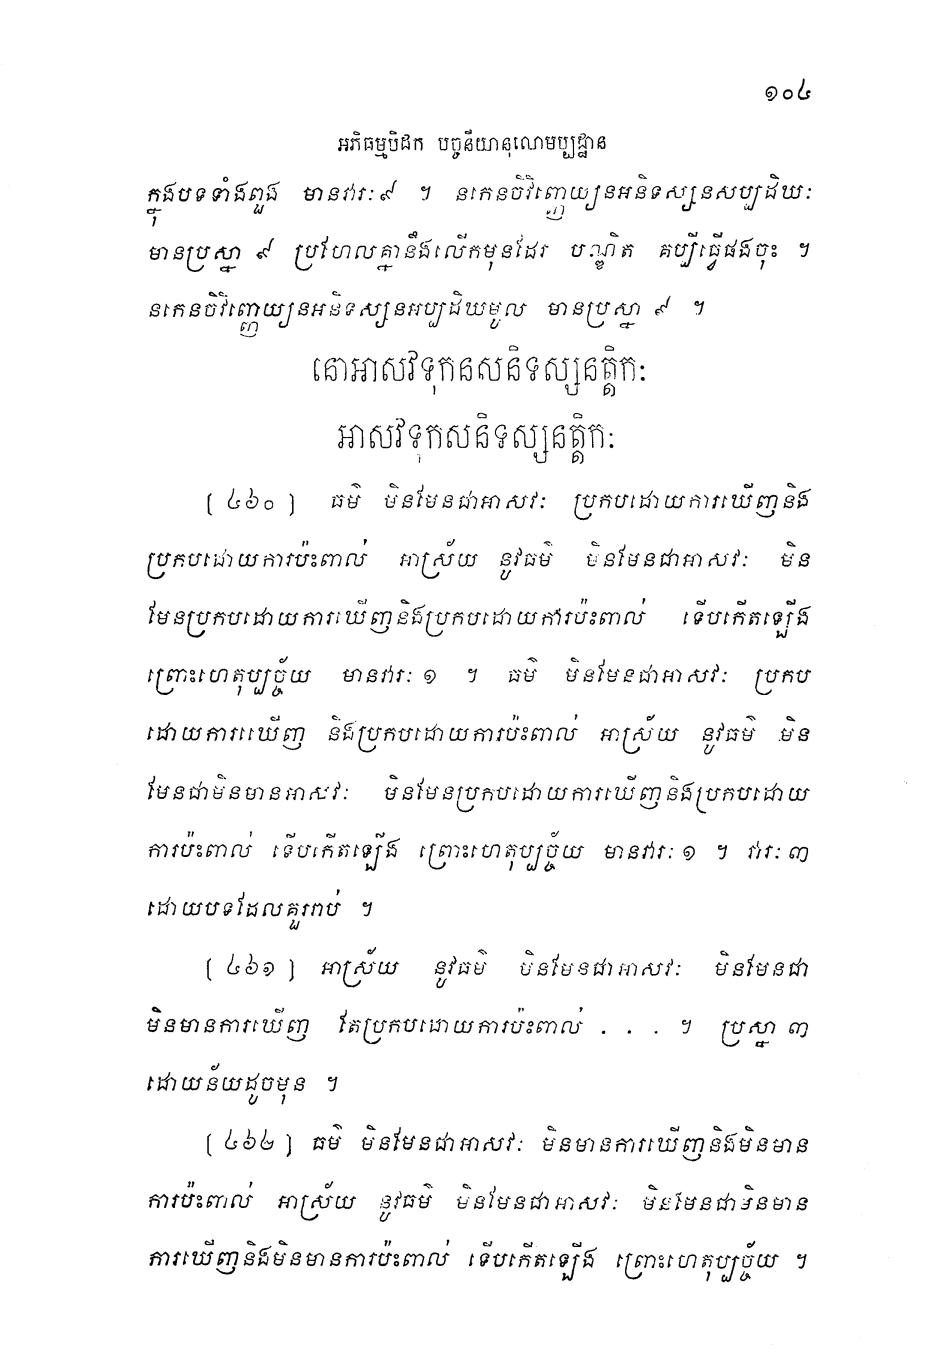 ១០៤
អភិធម្មបិដក បច្ចនីយានុលោមប្បដ្ឋាន
ក្នុងបទទាំងពួង មានវារៈ ៩ ។ នកេនចិវិញ្ញេយ្យនអនិទស្សនសប្បដិឃៈ
មានប្រស្នា ៩ ប្រហែលគ្នានឹងលើកមុនដែរ បណ្ឌិត គប្បីធ្វើផងចុះ ។
នកេនចិវិញ្ញេយ្យនអនិទស្សនអប្បដិឃមូល មានប្រស្នា ៩ ។
នោអាសវទុកនសនិទស្សនត្តិកៈ
អាសវទុកសនិទស្សនត្តិកៈ
[ ៤៦០ ] ធម៌ មិនមែនជាអាសវៈ ប្រកបដោយការឃើញនិង
ប្រកបដោយការប៉ះពាល់ អាស្រ័យ នូវធម៌ មិនមែនជាអាសវៈ មិន
មែនប្រកបដោយការឃើញនិងប្រកបដោយការប៉ះពាល់ ទើបកើតឡើង
ព្រោះហេតុប្បច្ច័យ មានវារៈ ១ ។ ធម៌ មិនមែនជាអាសវៈ ប្រកប
ដោយការឃើញ និងប្រកបដោយការប៉ះពាល់ អាស្រ័យ នូវធម៌ មិន
មែនជាមិនមានអាសវៈ មិនមែនប្រកបដោយការឃើញនិងប្រកបដោយ
ការប៉ះពាល់ ទើបកើតឡើង ព្រោះហេតុប្បច្ច័យ មានវារៈ ១ ។ វារៈ ៣
ដោយបទដែលគួររាប់ ។
[ ៤៦១ ] អាស្រ័យ នូវធម៌ មិនមែនជាអាសវៈ មិនមែនជា
មិនមានការឃើញ តែប្រកបដោយការប៉ះពាល់ . . . ។ ប្រស្នា ៣
ដោយន័យដូចមុន ។
[ ៤៦២ ] ធម៌ មិនមែនជាអាសវៈ មិនមានការឃើញនិងមិនមាន
ការប៉ះពាល់ អាស្រ័យ នូវធម៌ មិនមែនជាអាសវៈ មិនមែនជាមិនមាន
ការឃើញនិងមិនមានការប៉ះពាល់ ទើបកើតឡើង ព្រោះហេតុប្បច្ច័យ ។